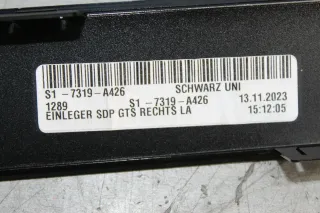 S1 -7319-A426 SCHWARZ UNI
1289 S1 -7319-A426 13.11.2023
EINLEGER SDP GTS RECHTS LA 15:12:05